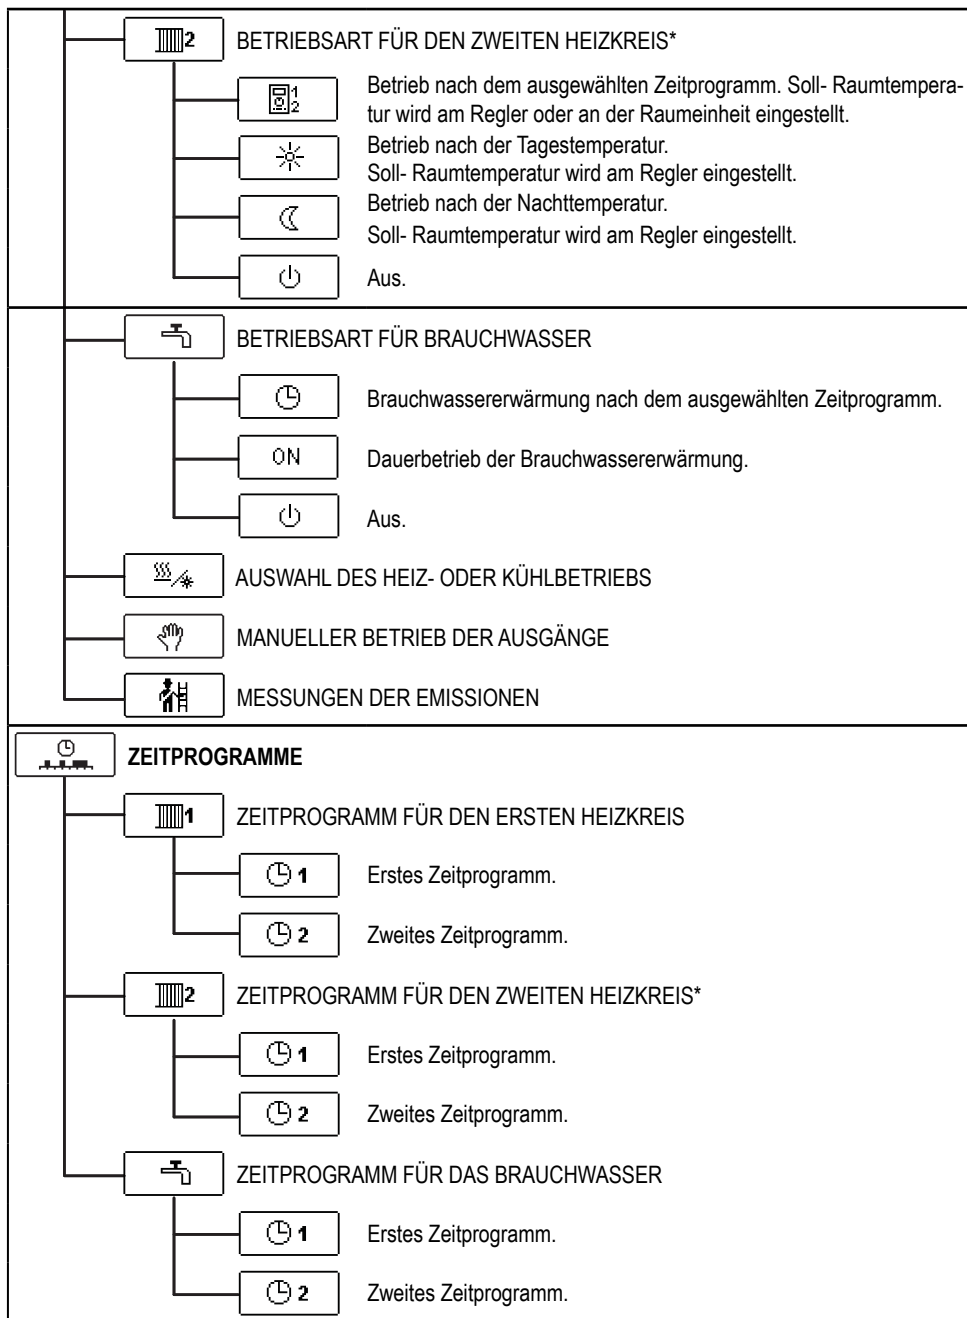 2 BETRIEBSART FÜR DEN ZWEITEN HEIZKREIS*
1 2 Betrieb nach dem ausgewählten Zeitprogramm. Soll- Raumtempera-
tur wird am Regler oder an der Raumeinheit eingestellt.
Betrieb nach der Tagestemperatur.
Soll- Raumtemperatur wird am Regler eingestellt.
Betrieb nach der Nachttemperatur.
Soll- Raumtemperatur wird am Regler eingestellt.
Aus.
BETRIEBSART FÜR BRAUCHWASSER
Brauchwassererwärmung nach dem ausgewählten Zeitprogramm.
ON Dauerbetrieb der Brauchwassererwärmung.
Aus.
AUSWAHL DES HEIZ- ODER KÜHLBETRIEBS
MANUELLER BETRIEB DER AUSGÄNGE
MESSUNGEN DER EMISSIONEN
ZEITPROGRAMME
1 ZEITPROGRAMM FÜR DEN ERSTEN HEIZKREIS
1 Erstes Zeitprogramm.
2 Zweites Zeitprogramm.
2 ZEITPROGRAMM FÜR DEN ZWEITEN HEIZKREIS*
1 Erstes Zeitprogramm.
2 Zweites Zeitprogramm.
ZEITPROGRAMM FÜR DAS BRAUCHWASSER
1 Erstes Zeitprogramm.
2 Zweites Zeitprogramm.